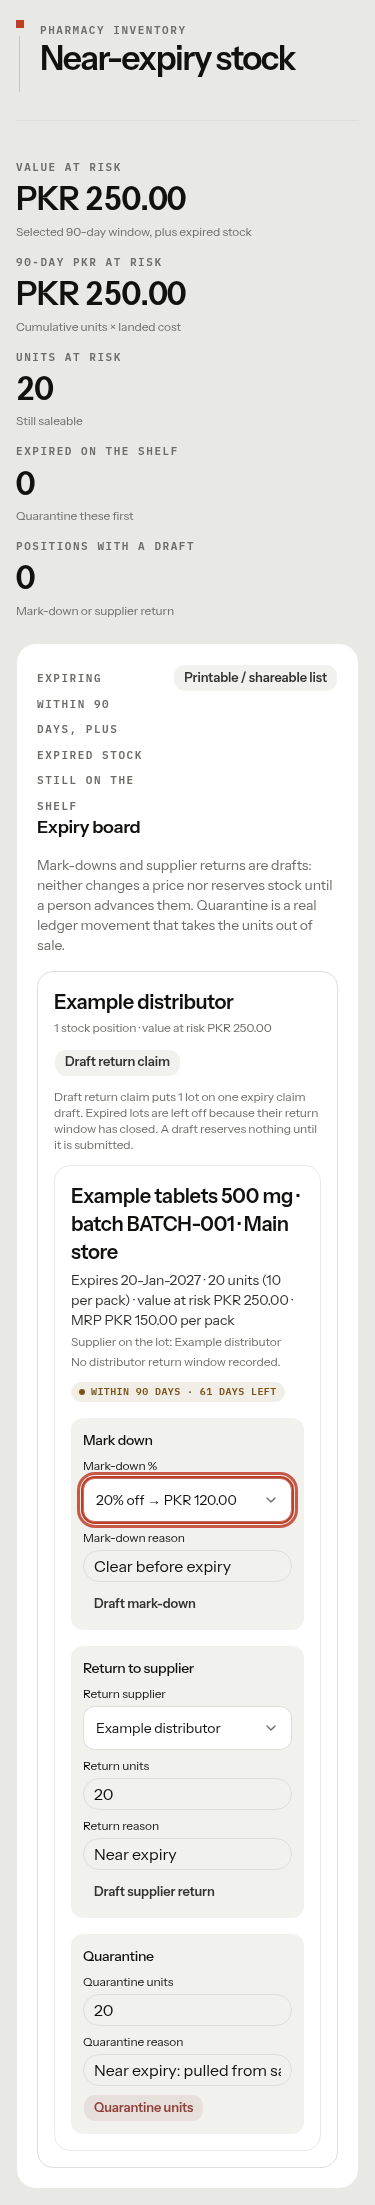 PHARMACY INVENTORY
Near-expiry stock
VALUE AT RISK
PKR 250.00
Selected 90-day window, plus expired stock
90-DAY PKR AT RISK
PKR 250.00
Cumulative units × landed cost
UNITS AT RISK
20
Still saleable
EXPIRED ON THE SHELF
0
Quarantine these first
POSITIONS WITH A DRAFT
0
Mark-down or supplier return
EXPIRING
WITHIN 90
DAYS, PLUS
EXPIRED STOCK
STILL ON THE
SHELF
Printable / shareable list
Expiry board
Mark-downs and supplier returns are drafts:
neither changes a price nor reserves stock until
a person advances them. Quarantine is a real
ledger movement that takes the units out of
sale.
Example distributor
1 stock position · value at risk PKR 250.00
Draft return claim
Draft return claim puts 1 lot on one expiry claim
draft. Expired lots are left off because their return
window has closed. A draft reserves nothing until
it is submitted.
Example tablets 500 mg ·
batch BATCH-001 · Main
store
Expires 20-Jan-2027 · 20 units (10
per pack) · value at risk PKR 250.00 ·
MRP PKR 150.00 per pack
Supplier on the lot: Example distributor
No distributor return window recorded.
WITHIN 90 DAYS · 61 DAYS LEFT
Mark down
Mark-down %
20% off → PKR 120.00
Mark-down reason
Clear before expiry
Draft mark-down
Return to supplier
Return supplier
Example distributor
Return units
20
Return reason
Near expiry
Draft supplier return
Quarantine
Quarantine units
20
Quarantine reason
Near expiry: pulled from
Quarantine units